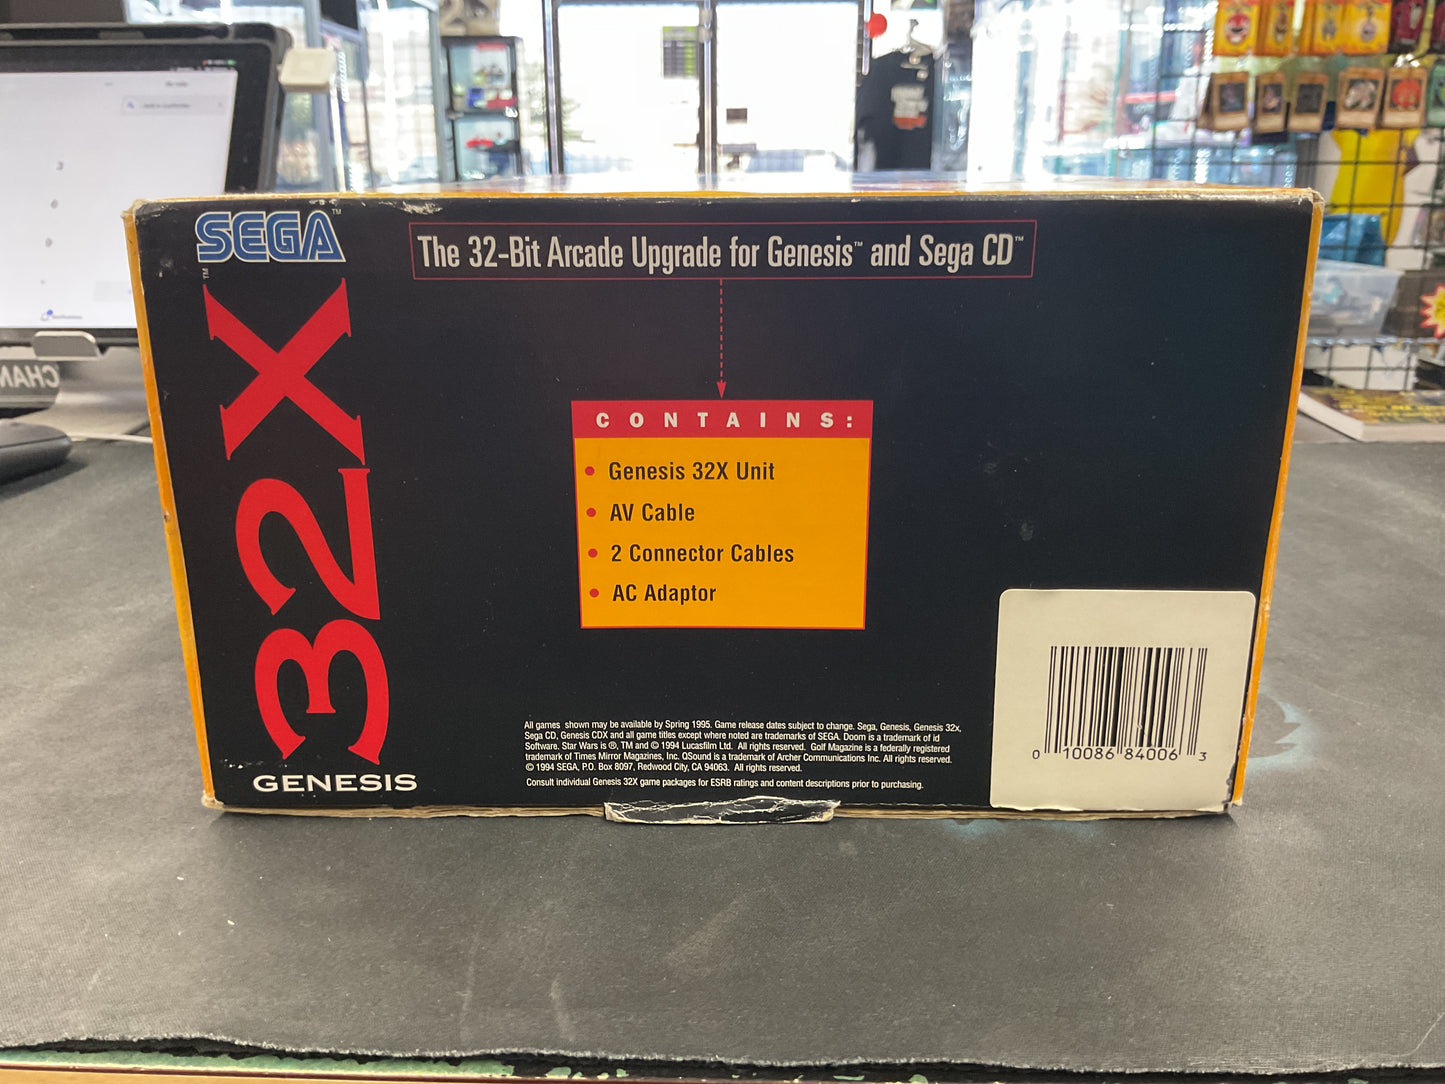 SEGA™
The 32-Bit Arcade Upgrade for Genesis™ and Sega CD™
32X™
GENESIS
CONTAINS:
• Genesis 32X Unit
• AV Cable
• 2 Connector Cables
• AC Adaptor
All games shown may be available by Spring 1995. Game release dates subject to change. Sega, Genesis, Genesis 32x,
Sega CD, Genesis CDX and all game titles except where noted are trademarks of SEGA. Doom is a trademark of id
Software. Star Wars is ®, TM and © 1994 Lucasfilm Ltd. All rights reserved. Golf Magazine is a federally registered
trademark of Times Mirror Magazines, Inc. QSound is a trademark of Archer Communications Inc. All rights reserved.
© 1994 SEGA, P.O. Box 8097, Redwood City, CA 94063. All rights reserved.
Consult individual Genesis 32X game packages for ESRB ratings and content descriptions prior to purchasing.
0 10086 84006 3
CHAN